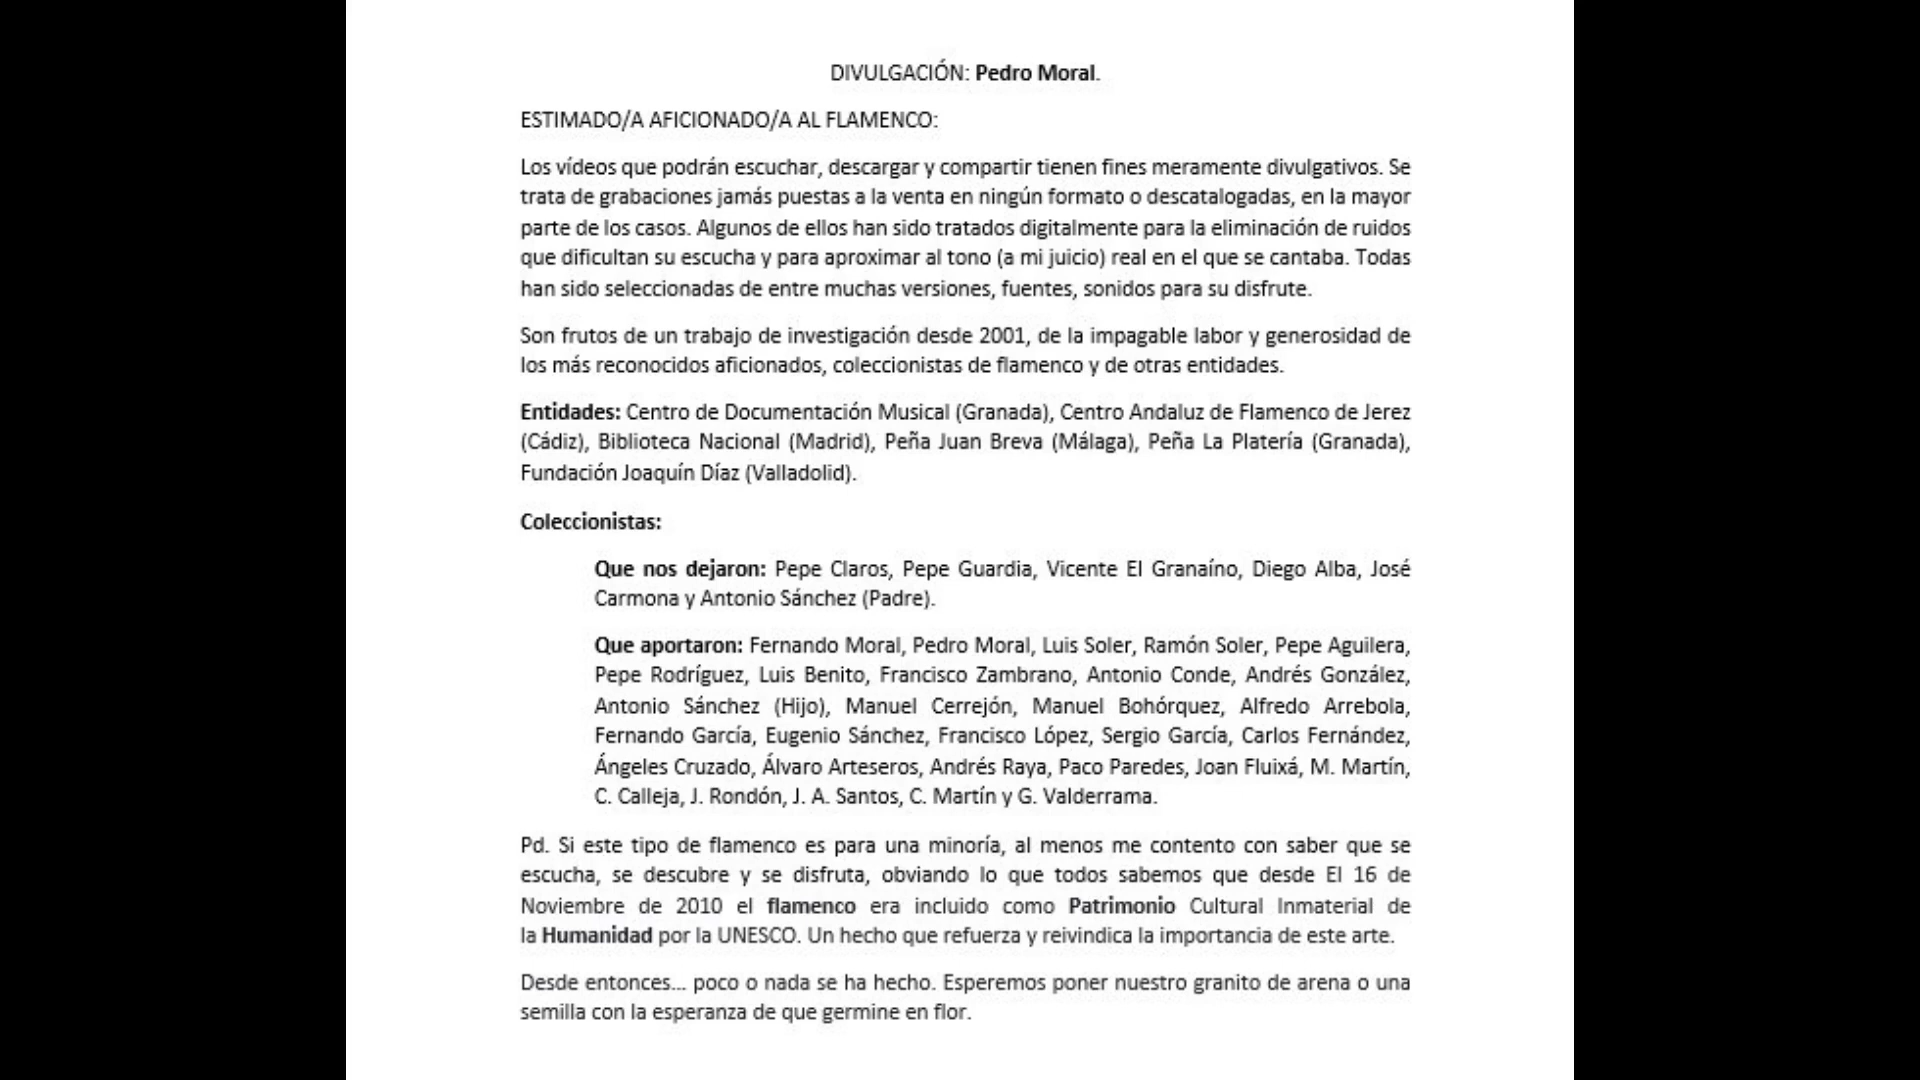 DIVULGACIÓN: Pedro Moral.
ESTIMADO/A AFICIONADO/A AL FLAMENCO:
Los vídeos que podrán escuchar, descargar y compartir tienen fines meramente divulgativos. Se
trata de grabaciones jamás puestas a la venta en ningún formato o descatalogadas, en la mayor
parte de los casos. Algunos de ellos han sido tratados digitalmente para la eliminación de ruidos
que dificultan su escucha y para aproximar al tono (a mi juicio) real en el que se cantaba. Todas
han sido seleccionadas de entre muchas versiones, fuentes, sonidos para su disfrute.
Son frutos de un trabajo de investigación desde 2001, de la impagable labor y generosidad de
los más reconocidos aficionados, coleccionistas de flamenco y de otras entidades.
Entidades: Centro de Documentación Musical (Granada), Centro Andaluz de Flamenco de Jerez
(Cádiz), Biblioteca Nacional (Madrid), Peña Juan Breva (Málaga), Peña La Platería (Granada),
Fundación Joaquín Díaz (Valladolid).
Coleccionistas:
Que nos dejaron: Pepe Claros, Pepe Guardia, Vicente El Granaíno, Diego Alba, José
Carmona y Antonio Sánchez (Padre).
Que aportaron: Fernando Moral, Pedro Moral, Luis Soler, Ramón Soler, Pepe Aguilera,
Pepe Rodríguez, Luis Benito, Francisco Zambrano, Antonio Conde, Andrés González,
Antonio Sánchez (Hijo), Manuel Cerrejón, Manuel Bohórquez, Alfredo Arrebola,
Fernando García, Eugenio Sánchez, Francisco López, Sergio García, Carlos Fernández,
Ángeles Cruzado, Álvaro Arteseros, Andrés Raya, Paco Paredes, Joan Fluixá, M. Martín,
C. Calleja, J. Rondón, J. A. Santos, C. Martín y G. Valderrama.
Pd. Si este tipo de flamenco es para una minoría, al menos me contento con saber que se
escucha, se descubre y se disfruta, obviando lo que todos sabemos que desde El 16 de
Noviembre de 2010 el flamenco era incluido como Patrimonio Cultural Inmaterial de
la Humanidad por la UNESCO. Un hecho que refuerza y reivindica la importancia de este arte.
Desde entonces... poco o nada se ha hecho. Esperemos poner nuestro granito de arena o una
semilla con la esperanza de que germine en flor.